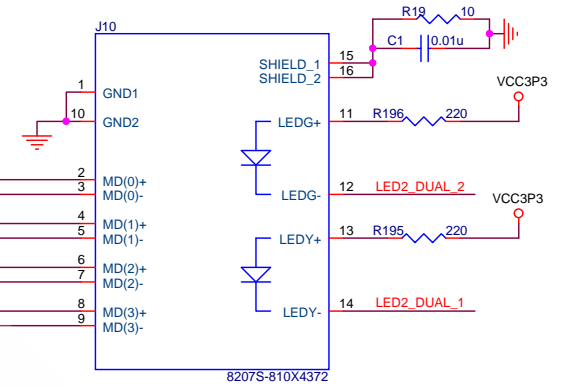 J10
R19 10
C1 0.01u
SHIELD_1 15
SHIELD_2 16
VCC3P3
1 GND1
10 GND2
LEDG+ 11 R196 220
2 MD(0)+
3 MD(0)-
LEDG- 12 LED2_DUAL_2
VCC3P3
4 MD(1)+
5 MD(1)-
LEDY+ 13 R195 220
6 MD(2)+
7 MD(2)-
8 MD(3)+
9 MD(3)-
LEDY- 14 LED2_DUAL_1
8207S-810X4372